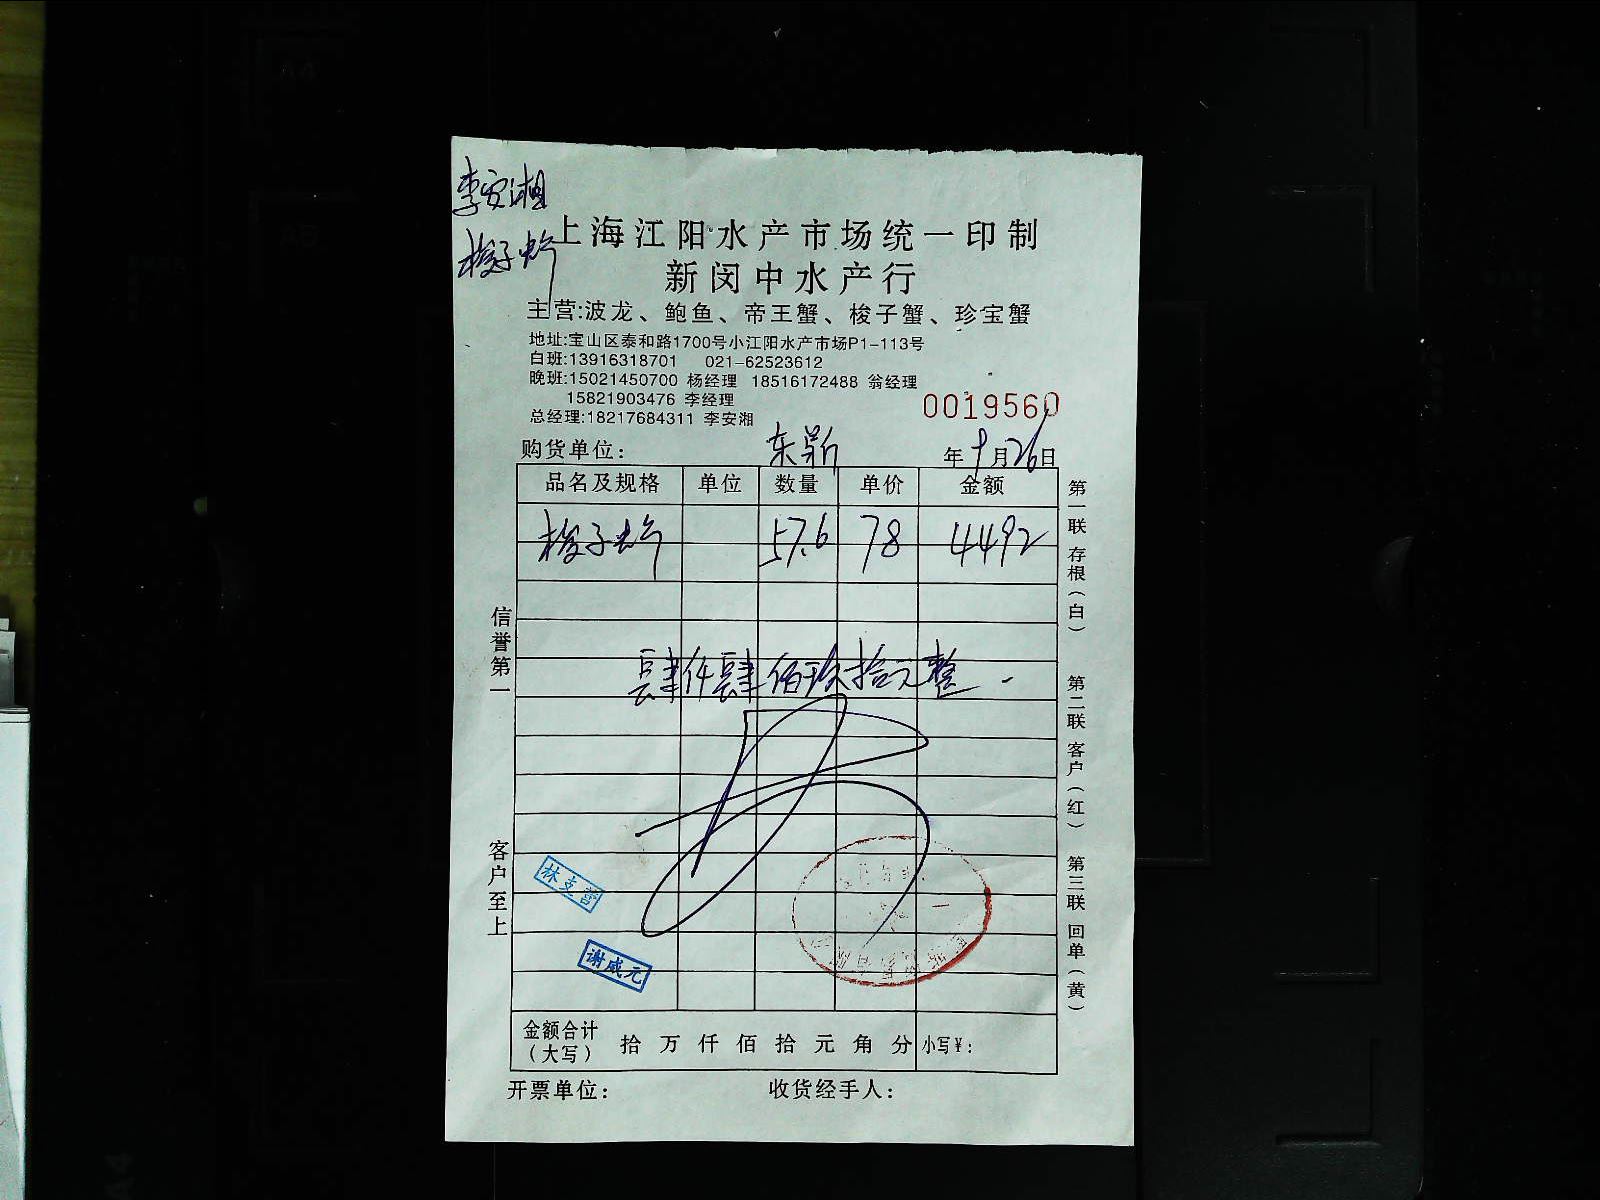 李安湘
梭子蟹
上海江阳水产市场统一印制
新闵中水产行
主营:波龙、鲍鱼、帝王蟹、梭子蟹、珍宝蟹
地址:宝山区泰和路1700号小江阳水产市场P1-113号
白班:13916318701 021-62523612
晚班:15021450700 杨经理 18516172488 翁经理
15821903476 李经理
总经理:18217684311 李安湘
0019560
购货单位: 东新 年9月26日
品名及规格 单位 数量 单价 金额
梭子蟹 57.6 78 4492
肆仟肆佰玖拾元整
信誉第一
客户至上
第一联 存根(白)
第二联 客户(红)
第三联 回单(黄)
谢咸元
金额合计(大写) 拾 万 仟 佰 拾 元 角 分 小写¥:
开票单位: 收货经手人: